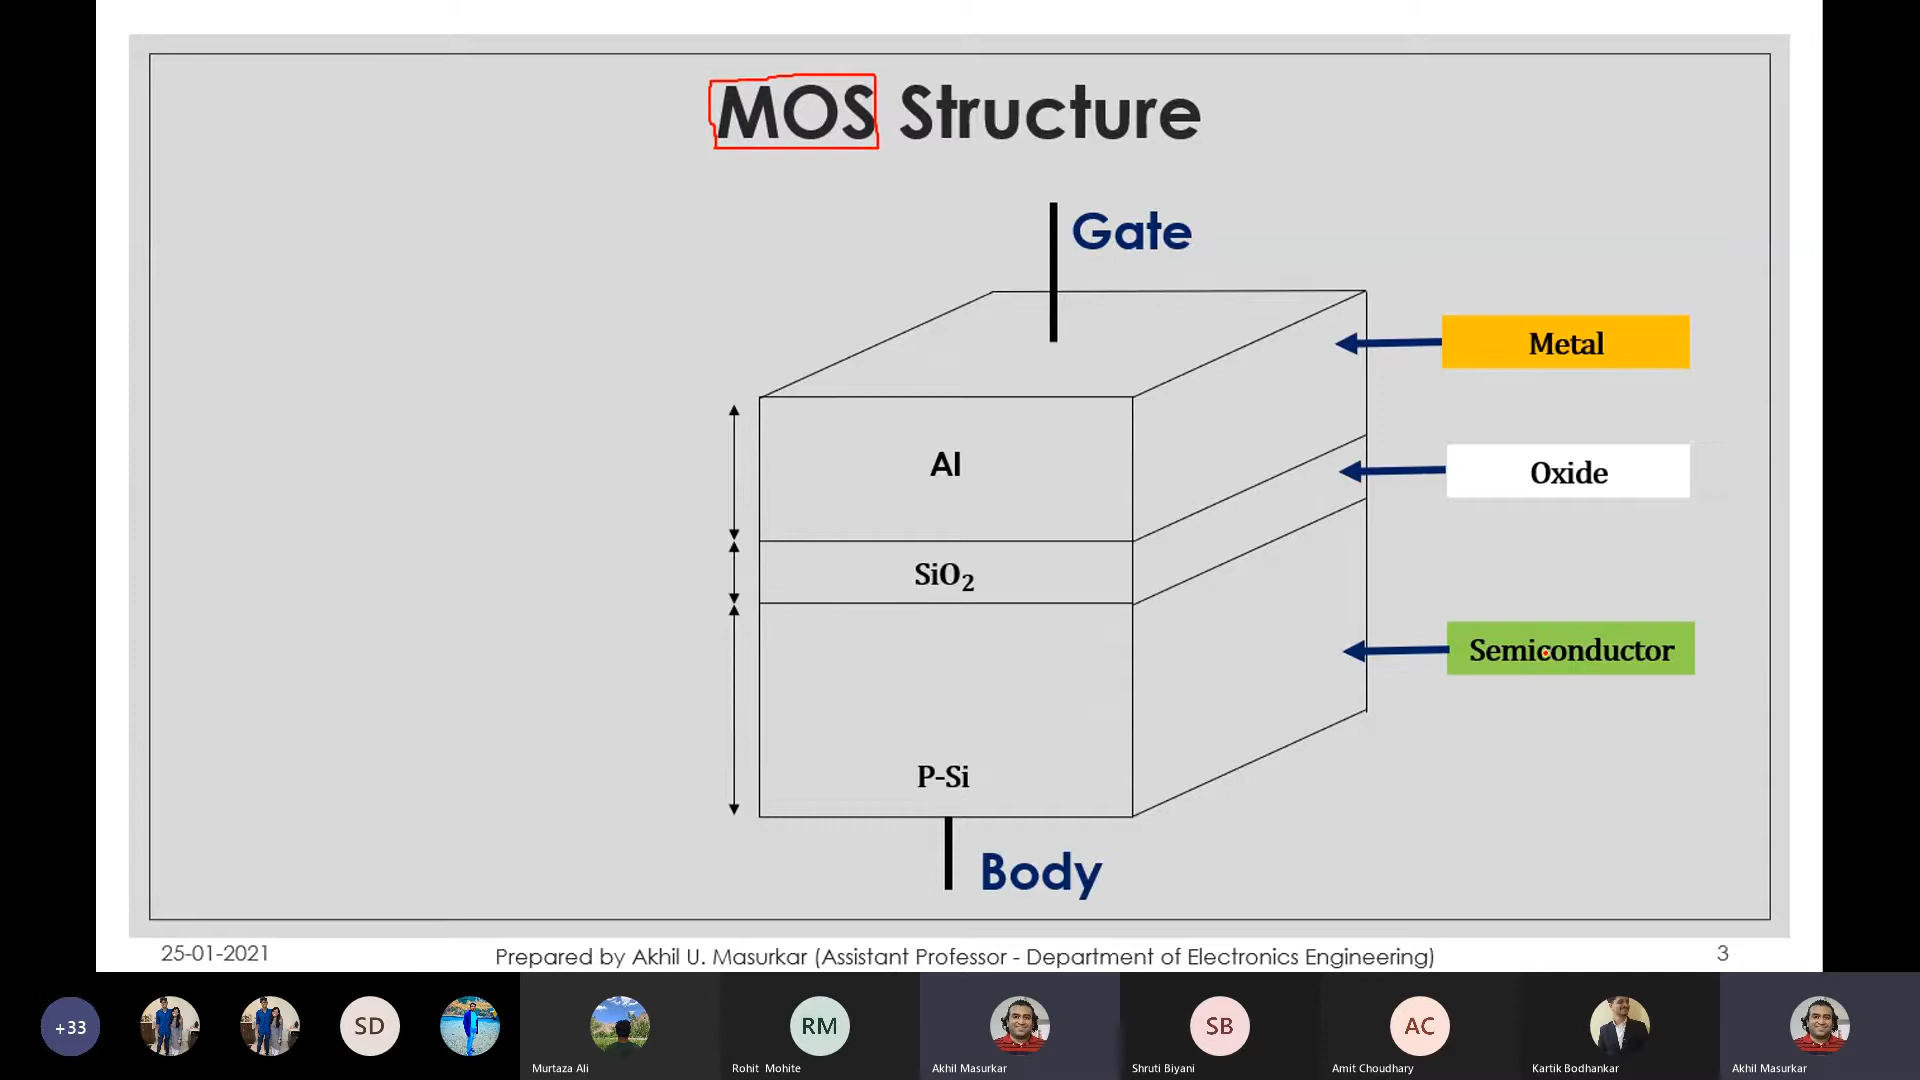 MOS Structure
Gate
Metal
Al
Oxide
SiO₂
Semiconductor
P-Si
Body
25-01-2021
Prepared by Akhil U. Masurkar (Assistant Professor - Department of Electronics Engineering)
3
+33
SD
RM
SB
AC
Murtaza Ali
Rohit Mohite
Akhil Masurkar
Shruti Biyani
Amit Choudhary
Kartik Bodhankar
Akhil Masurkar